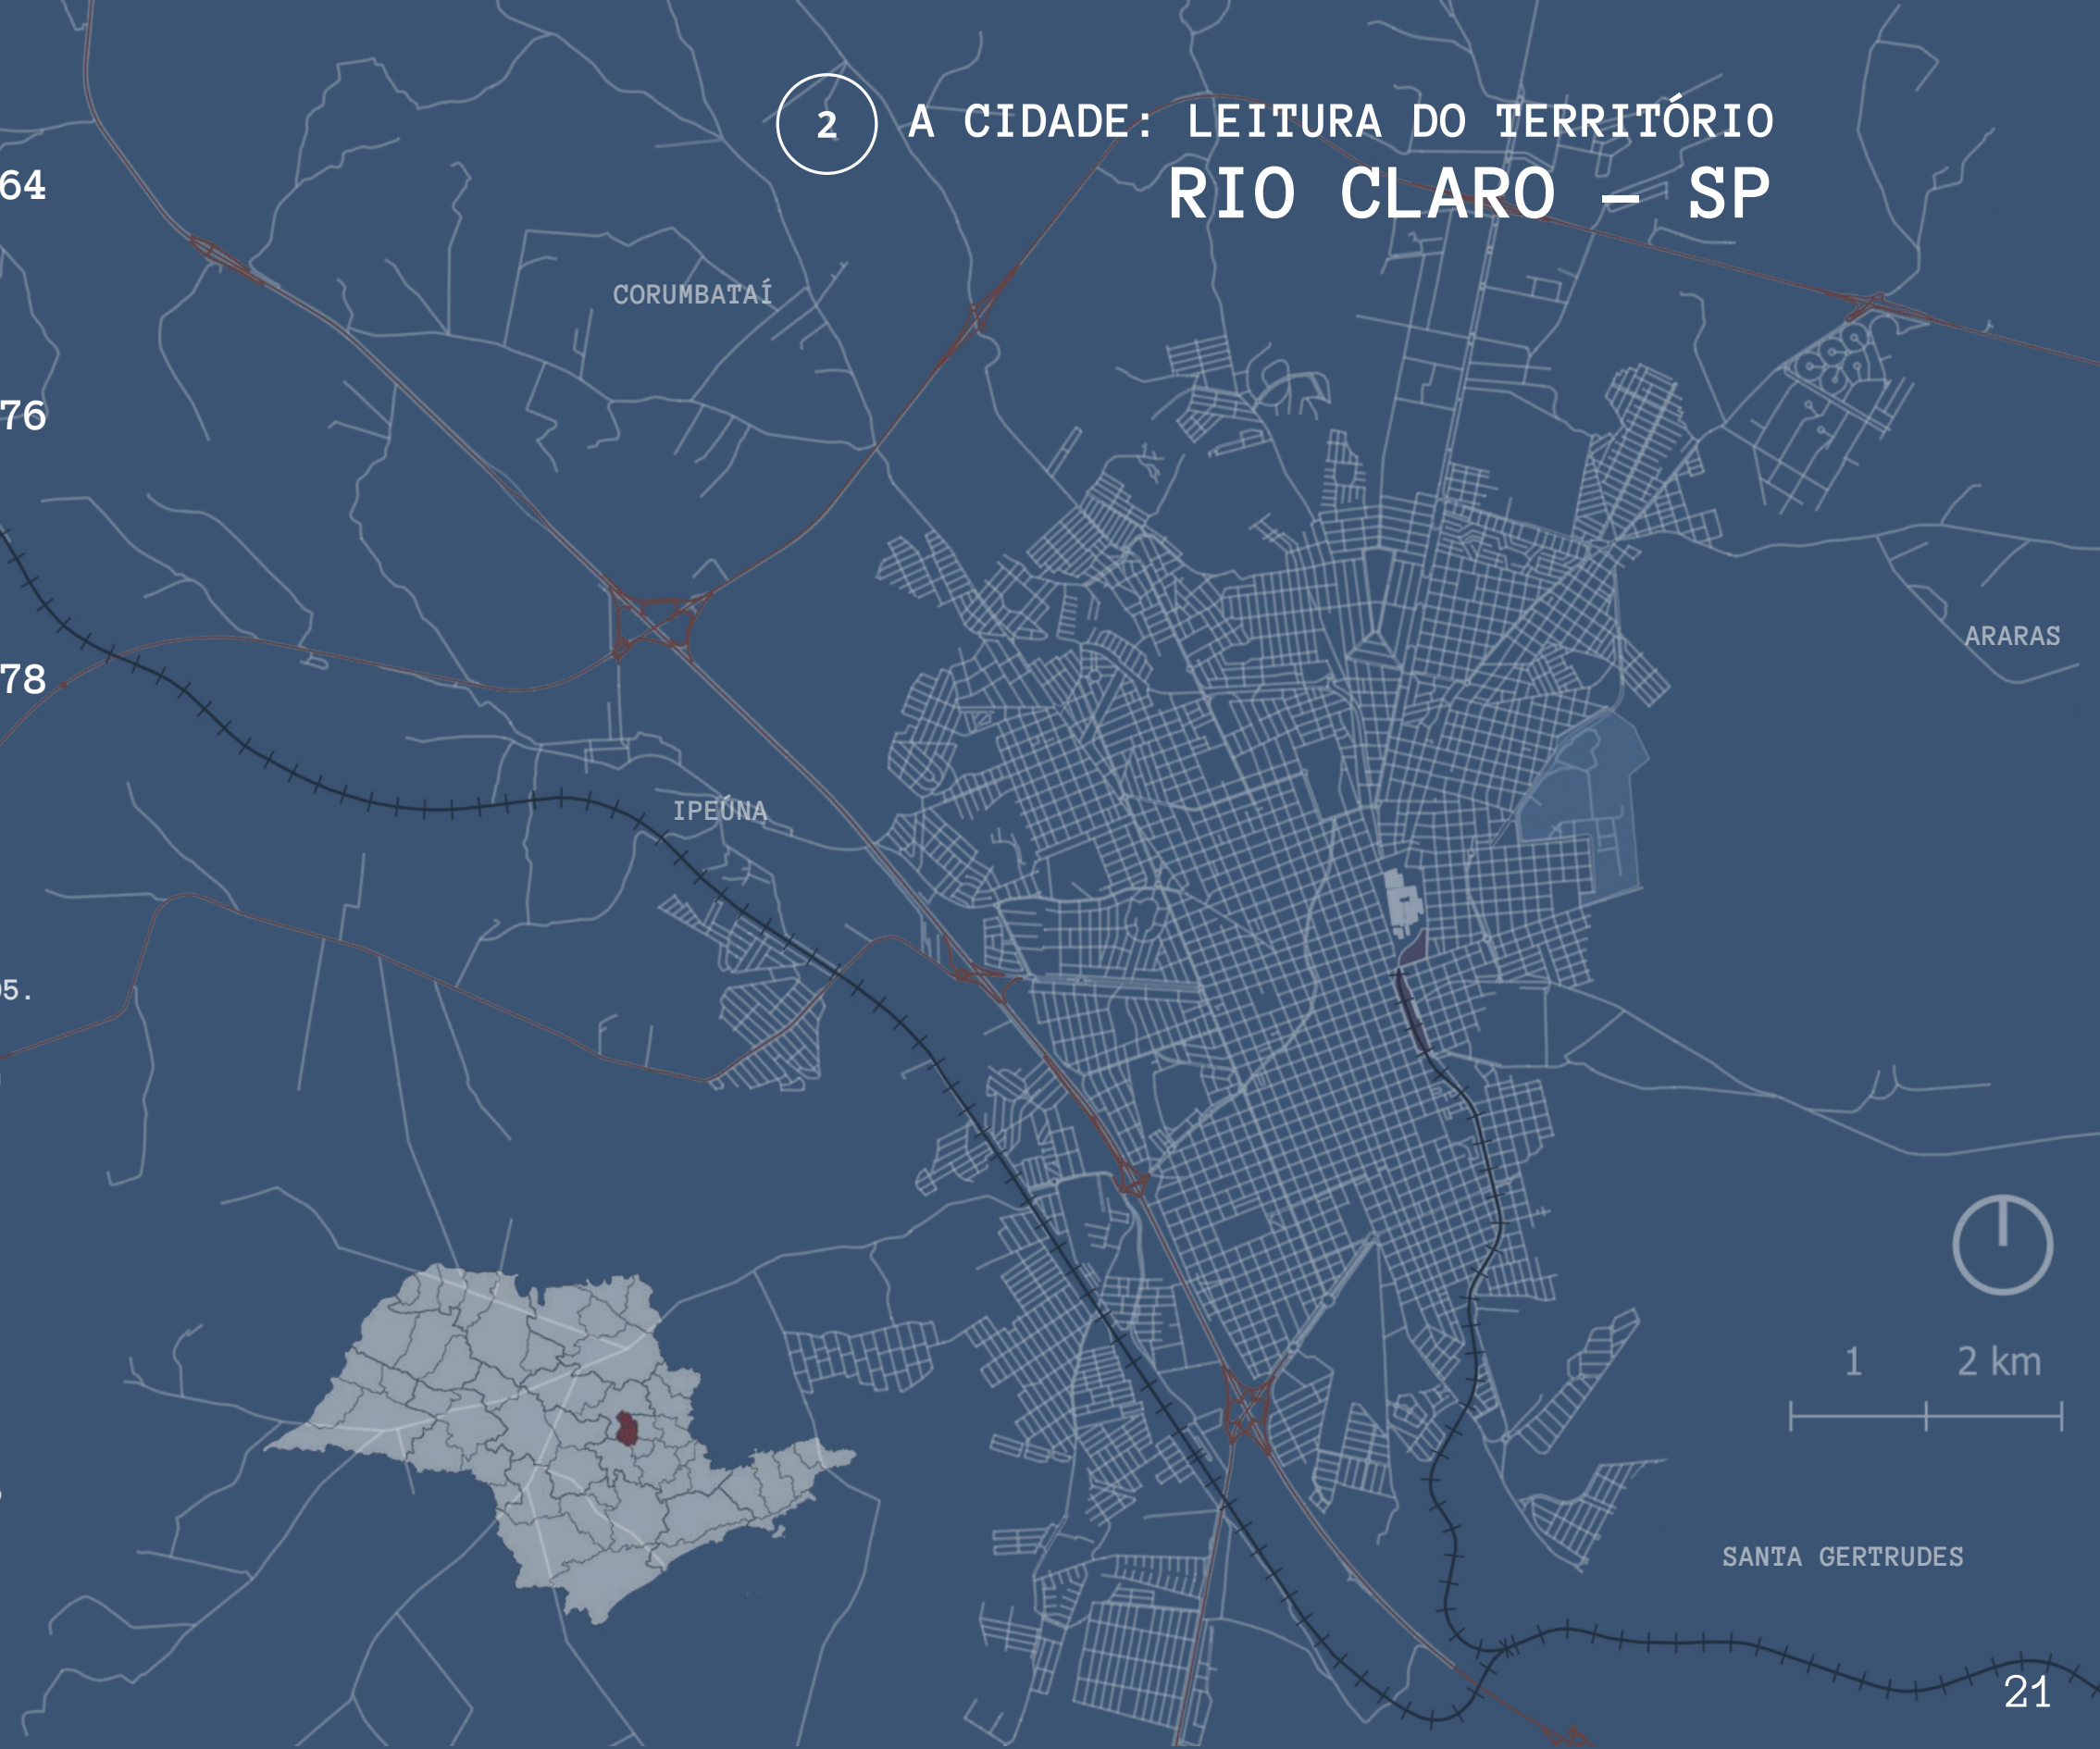 2
A CIDADE: LEITURA DO TERRITÓRIO
RIO CLARO – SP
64
CORUMBATAÍ
76
ARARAS
78
IPEÚNA
05.
1 2 km
SANTA GERTRUDES
21